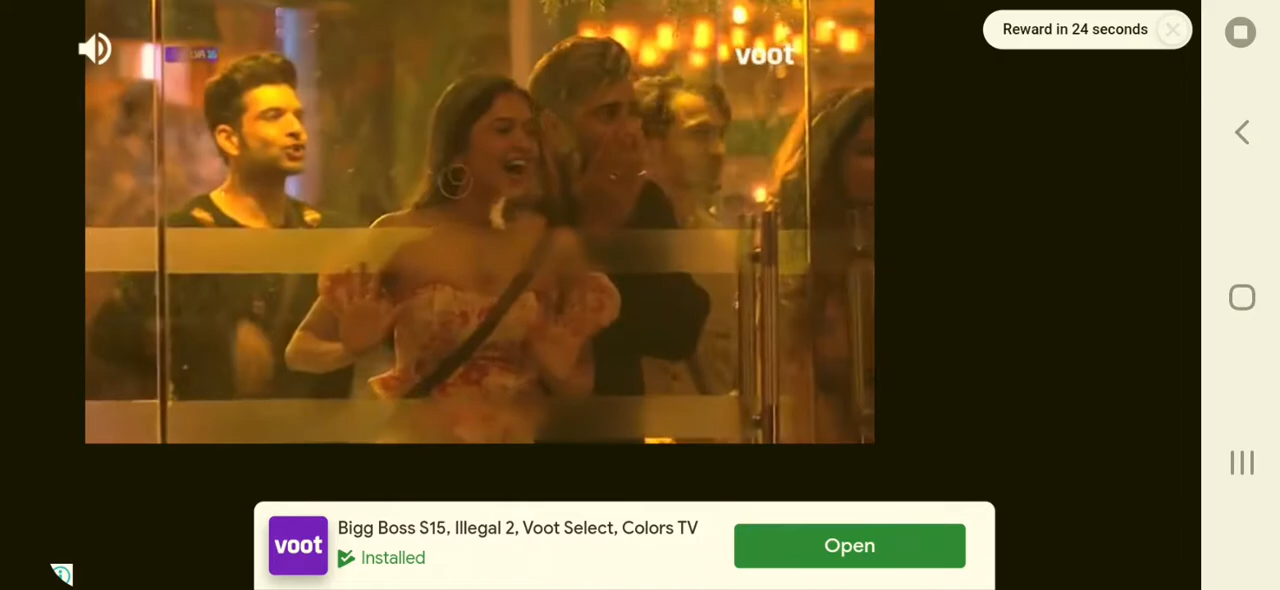 Reward in 24 seconds
voot
voot
Bigg Boss S15, Illegal 2, Voot Select, Colors TV
Installed
Open